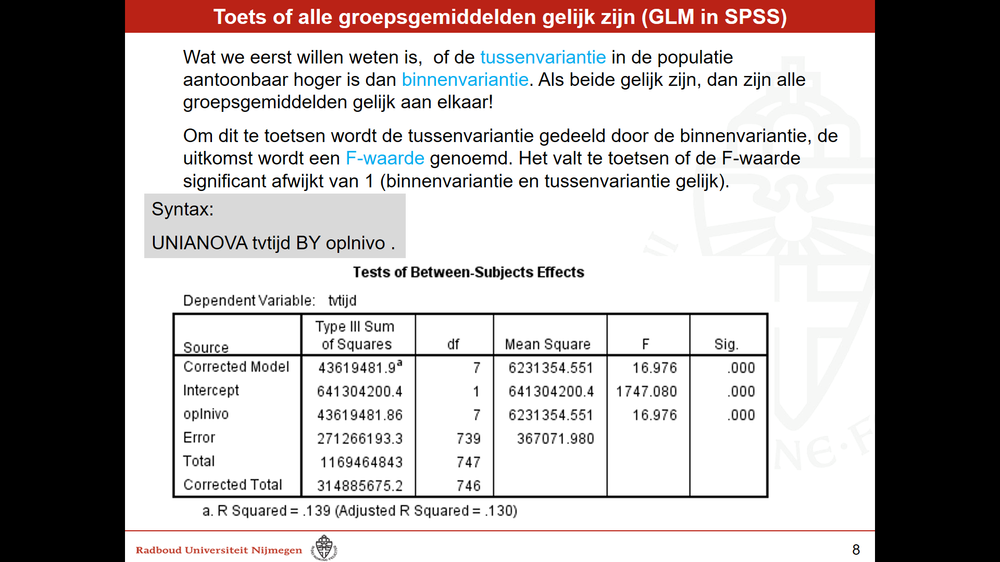 Toets of alle groepsgemiddelden gelijk zijn (GLM in SPSS)
Wat we eerst willen weten is, of de tussenvariantie in de populatie
aantoonbaar hoger is dan binnenvariantie. Als beide gelijk zijn, dan zijn alle
groepsgemiddelden gelijk aan elkaar!
Om dit te toetsen wordt de tussenvariantie gedeeld door de binnenvariantie, de
uitkomst wordt een F-waarde genoemd. Het valt te toetsen of de F-waarde
significant afwijkt van 1 (binnenvariantie en tussenvariantie gelijk).
Syntax:
UNIANOVA tvtijd BY oplnivo .
Tests of Between-Subjects Effects
Dependent Variable: tvtijd
Source Type III Sum of Squares df Mean Square F Sig.
Corrected Model 43619481.9a 7 6231354.551 16.976 .000
Intercept 641304200.4 1 641304200.4 1747.080 .000
oplnivo 43619481.86 7 6231354.551 16.976 .000
Error 271266193.3 739 367071.980
Total 1169464843 747
Corrected Total 314885675.2 746
a. R Squared = .139 (Adjusted R Squared = .130)
Radboud Universiteit Nijmegen
8